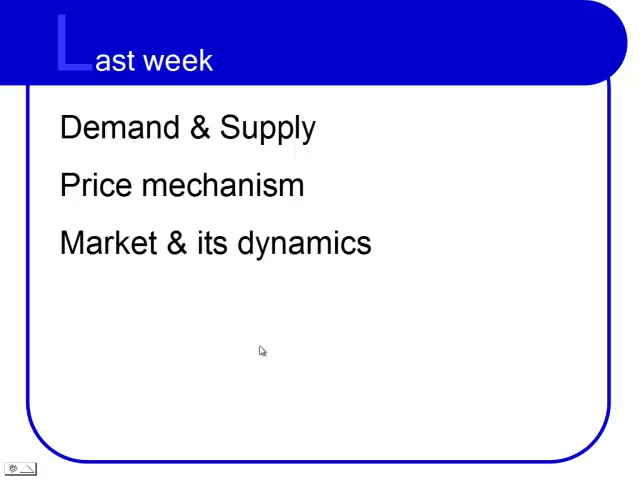 Last week
Demand & Supply
Price mechanism
Market & its dynamics